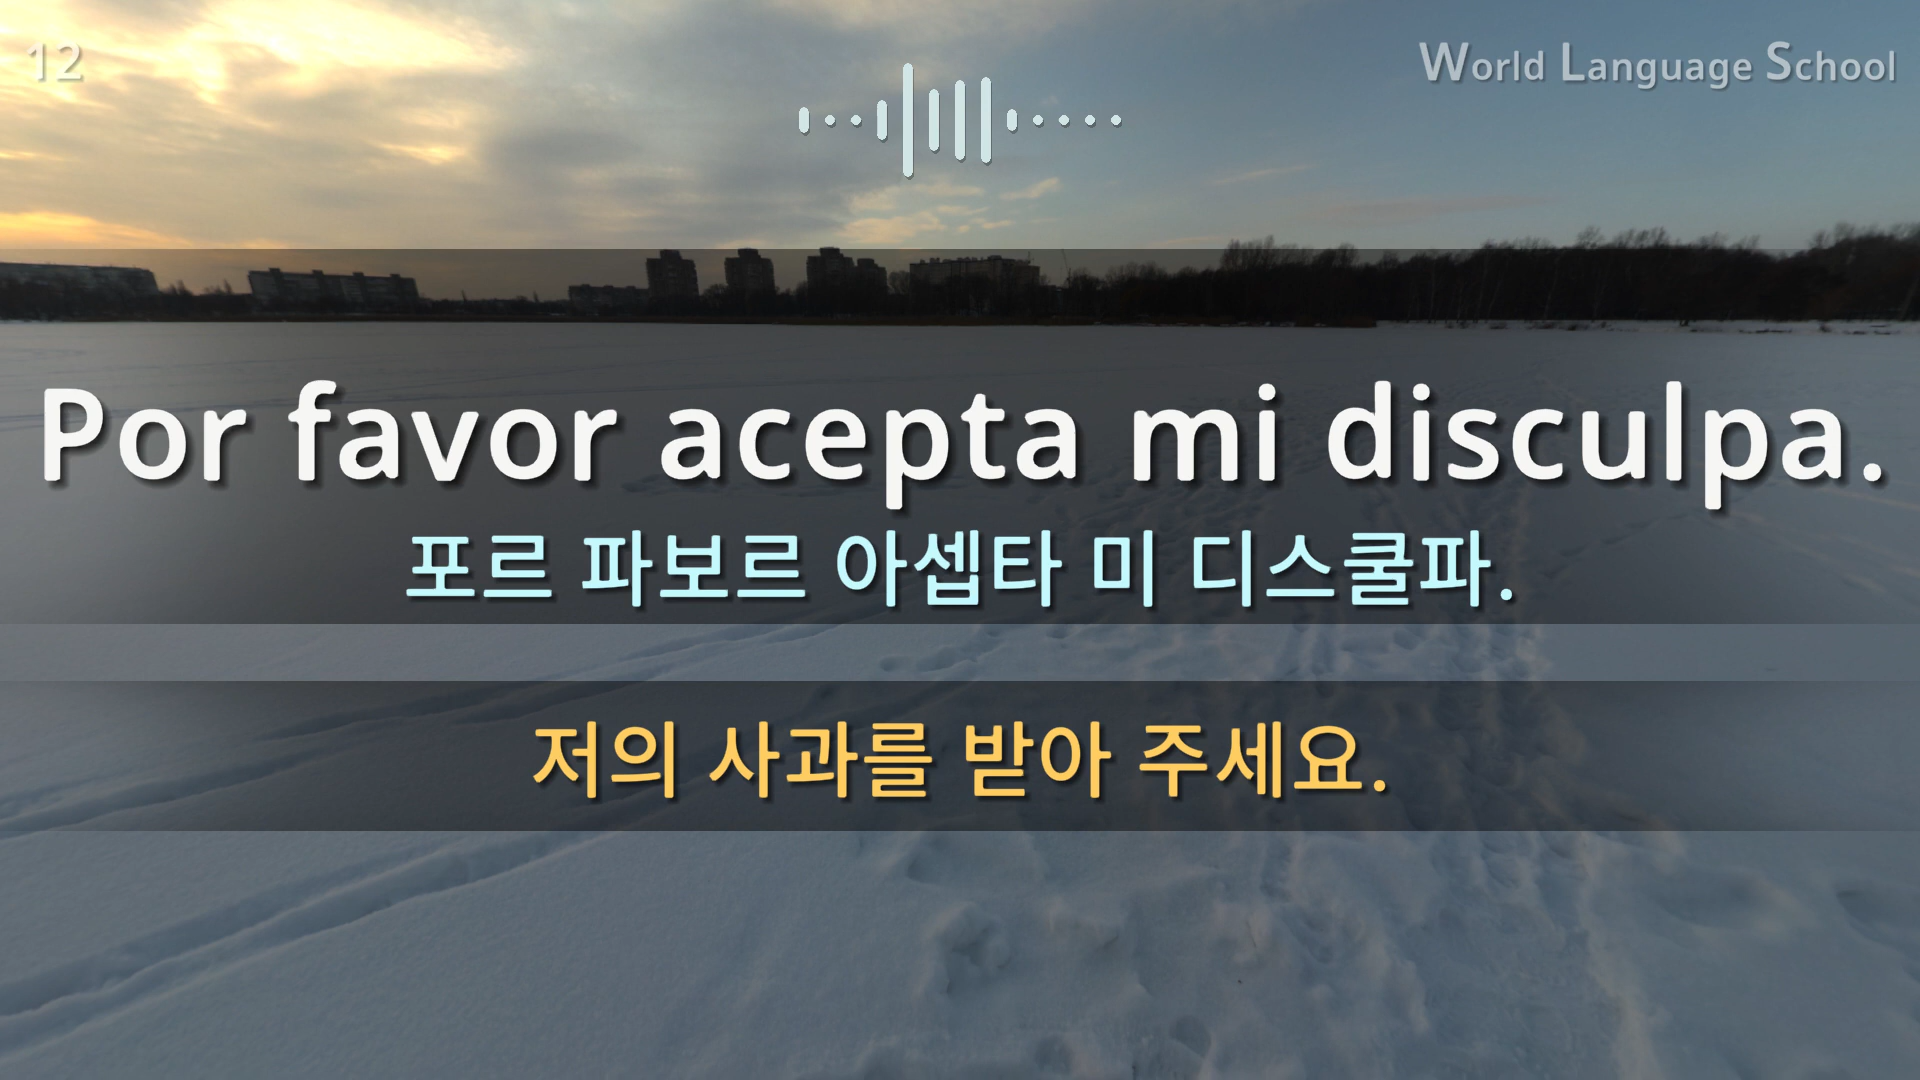 12
World Language School
Por favor acepta mi disculpa.
포르 파보르 아셉타 미 디스쿨파.
저의 사과를 받아 주세요.